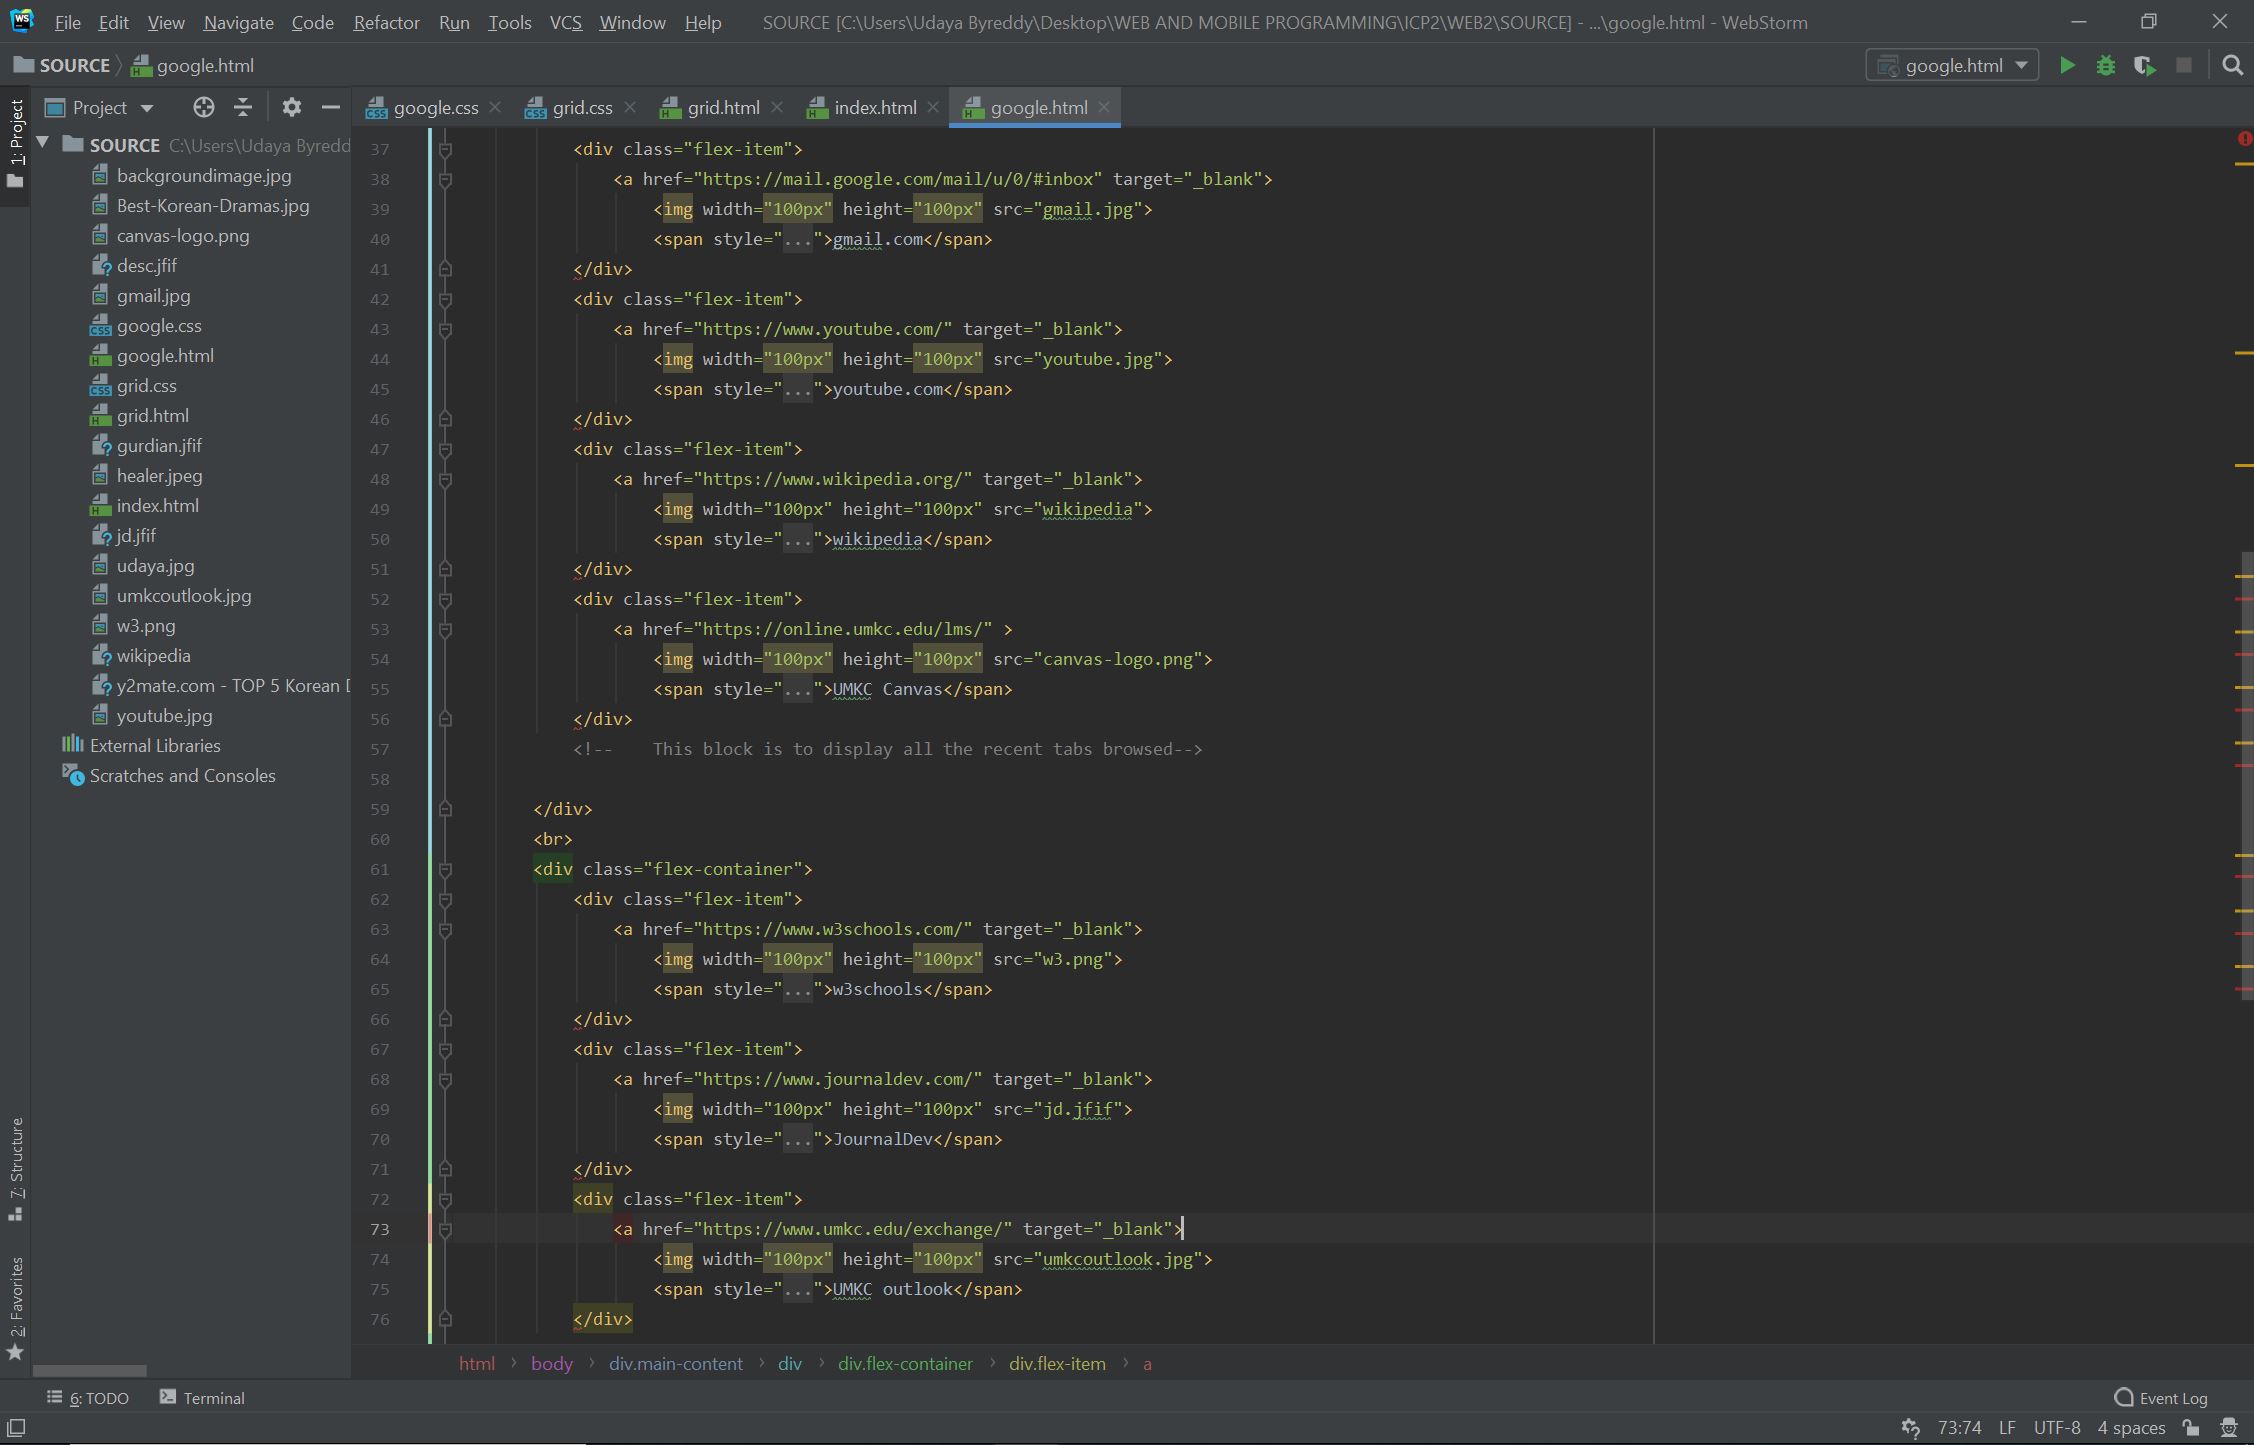 WS File Edit View Navigate Code Refactor Run Tools VCS Window Help SOURCE [C:\Users\Udaya Byreddy\Desktop\WEB AND MOBILE PROGRAMMING\ICP2\WEB2\SOURCE] - ...\google.html - WebStorm
SOURCE google.html google.html
1: Project
7: Structure
2: Favorites
Project
SOURCE C:\Users\Udaya Byredd
backgroundimage.jpg
Best-Korean-Dramas.jpg
canvas-logo.png
desc.jfif
gmail.jpg
google.css
google.html
grid.css
grid.html
gurdian.jfif
healer.jpeg
index.html
jd.jfif
udaya.jpg
umkcoutlook.jpg
w3.png
wikipedia
y2mate.com - TOP 5 Korean D
youtube.jpg
External Libraries
Scratches and Consoles
google.css grid.css grid.html index.html google.html
37 <div class="flex-item">
38 <a href="https://mail.google.com/mail/u/0/#inbox" target="_blank">
39 <img width="100px" height="100px" src="gmail.jpg">
40 <span style="...">gmail.com</span>
41 </div>
42 <div class="flex-item">
43 <a href="https://www.youtube.com/" target="_blank">
44 <img width="100px" height="100px" src="youtube.jpg">
45 <span style="...">youtube.com</span>
46 </div>
47 <div class="flex-item">
48 <a href="https://www.wikipedia.org/" target="_blank">
49 <img width="100px" height="100px" src="wikipedia">
50 <span style="...">wikipedia</span>
51 </div>
52 <div class="flex-item">
53 <a href="https://online.umkc.edu/lms/" >
54 <img width="100px" height="100px" src="canvas-logo.png">
55 <span style="...">UMKC Canvas</span>
56 </div>
57 <!-- This block is to display all the recent tabs browsed-->
58
59 </div>
60 <br>
61 <div class="flex-container">
62 <div class="flex-item">
63 <a href="https://www.w3schools.com/" target="_blank">
64 <img width="100px" height="100px" src="w3.png">
65 <span style="...">w3schools</span>
66 </div>
67 <div class="flex-item">
68 <a href="https://www.journaldev.com/" target="_blank">
69 <img width="100px" height="100px" src="jd.jfif">
70 <span style="...">JournalDev</span>
71 </div>
72 <div class="flex-item">
73 <a href="https://www.umkc.edu/exchange/" target="_blank">
74 <img width="100px" height="100px" src="umkcoutlook.jpg">
75 <span style="...">UMKC outlook</span>
76 </div>
html › body › div.main-content › div › div.flex-container › div.flex-item › a
6: TODO Terminal Event Log
73:74 LF UTF-8 4 spaces